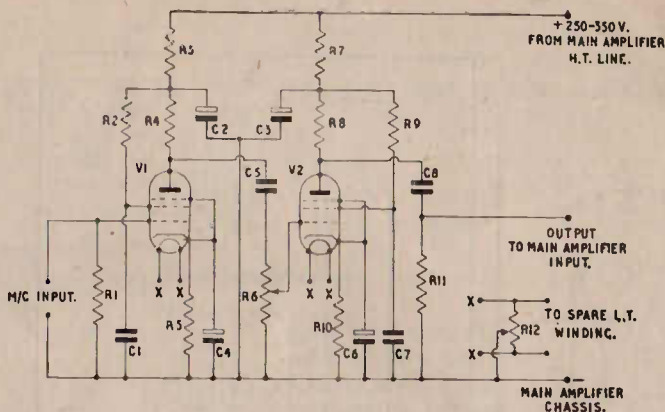 + 250-350 V.
FROM MAIN AMPLIFIER
H.T. LINE.
R3
R7
R2
R4
C2
C3
R8
R9
V1
C5
V2
C8
OUTPUT
TO MAIN AMPLIFIER
INPUT.
M/C INPUT.
R1
X X
R6
X X
R11
X
TO SPARE L.T.
WINDING.
R12
X
R5
R10
C1
C4
C6
C7
MAIN AMPLIFIER
CHASSIS.